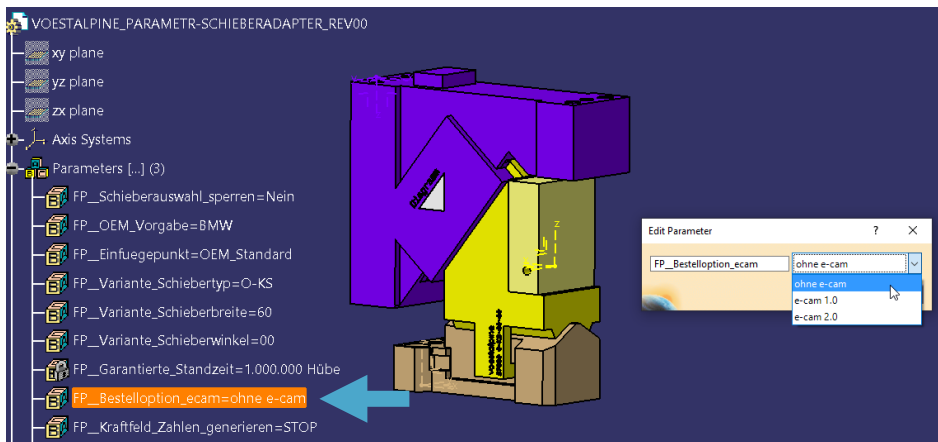 VOESTALPINE_PARAMETR-SCHIEBERADAPTER_REV00
xy plane
yz plane
zx plane
Axis Systems
Parameters [...] (3)
FP__Schieberauswahl_sperren=Nein
FP__OEM_Vorgabe=BMW
FP__Einfuegepunkt=OEM_Standard
FP__Variante_Schiebertyp=O-KS
FP__Variante_Schieberbreite=60
FP__Variante_Schieberwinkel=00
FP__Garantierte_Standzeit=1.000.000 Hübe
FP__Bestelloption_ecam=ohne e-cam
FP__Kraftfeld_Zahlen_generieren=STOP
Diagramm
z
voestalpine
Edit Parameter
?
FP__Bestelloption_ecam
ohne e-cam
ohne e-cam
e-cam 1.0
e-cam 2.0